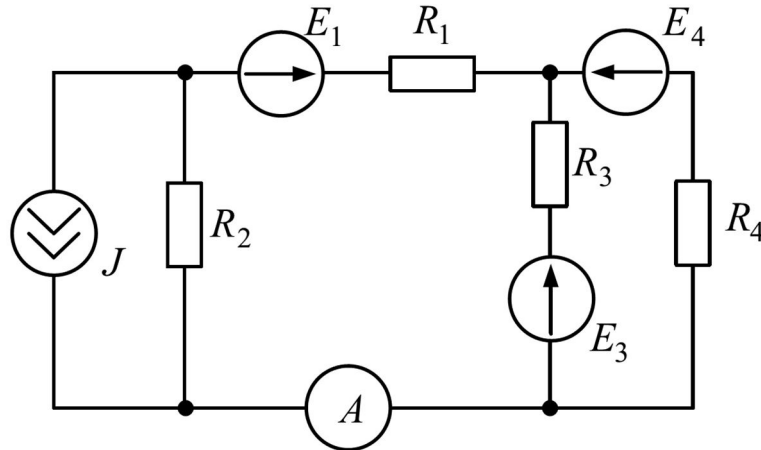 E₁
R₁
E₄
R₃
R₂
R₄
J
E₃
A